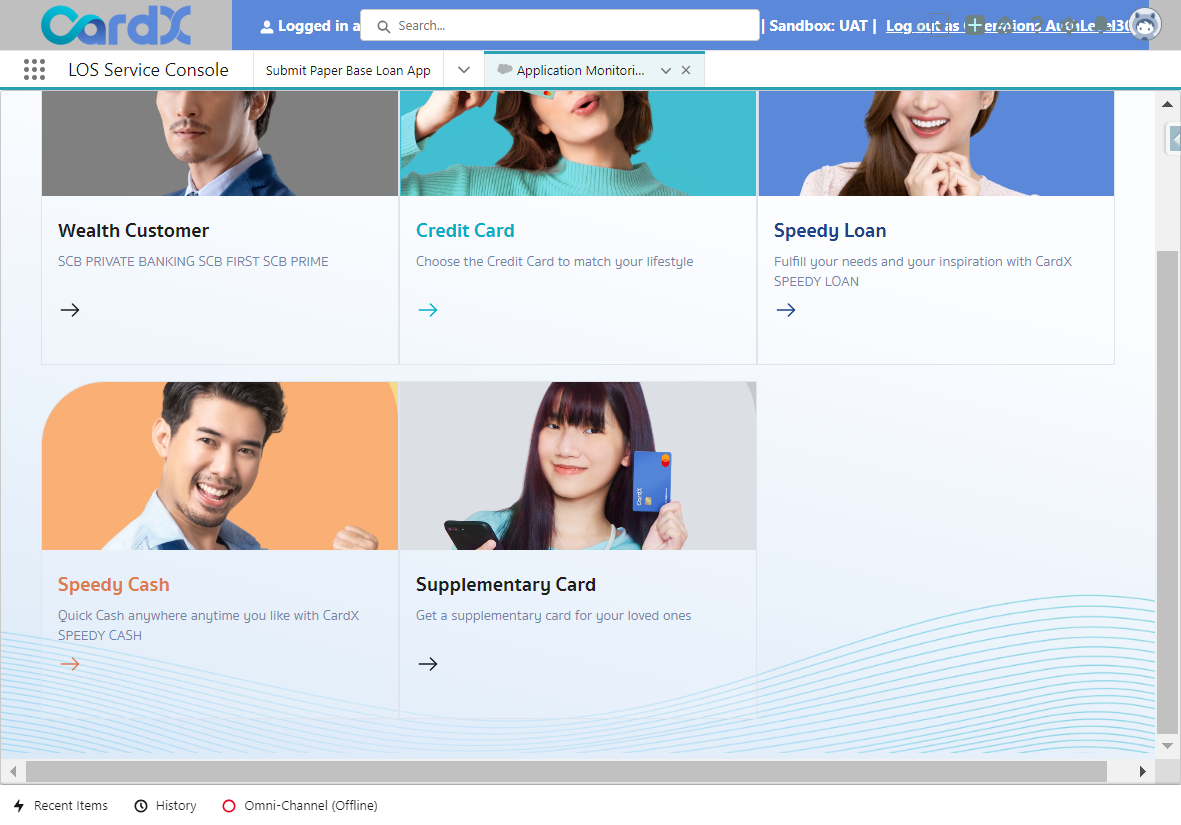 CardX
Logged in a
Search...
| Sandbox: UAT |
Log out as
LOS Service Console
Submit Paper Base Loan App
Application Monitori...
Wealth Customer
SCB PRIVATE BANKING SCB FIRST SCB PRIME
Credit Card
Choose the Credit Card to match your lifestyle
Speedy Loan
Fulfill your needs and your inspiration with CardX
SPEEDY LOAN
CardX
Speedy Cash
Quick Cash anywhere anytime you like with CardX
SPEEDY CASH
Supplementary Card
Get a supplementary card for your loved ones
Recent Items
History
Omni-Channel (Offline)